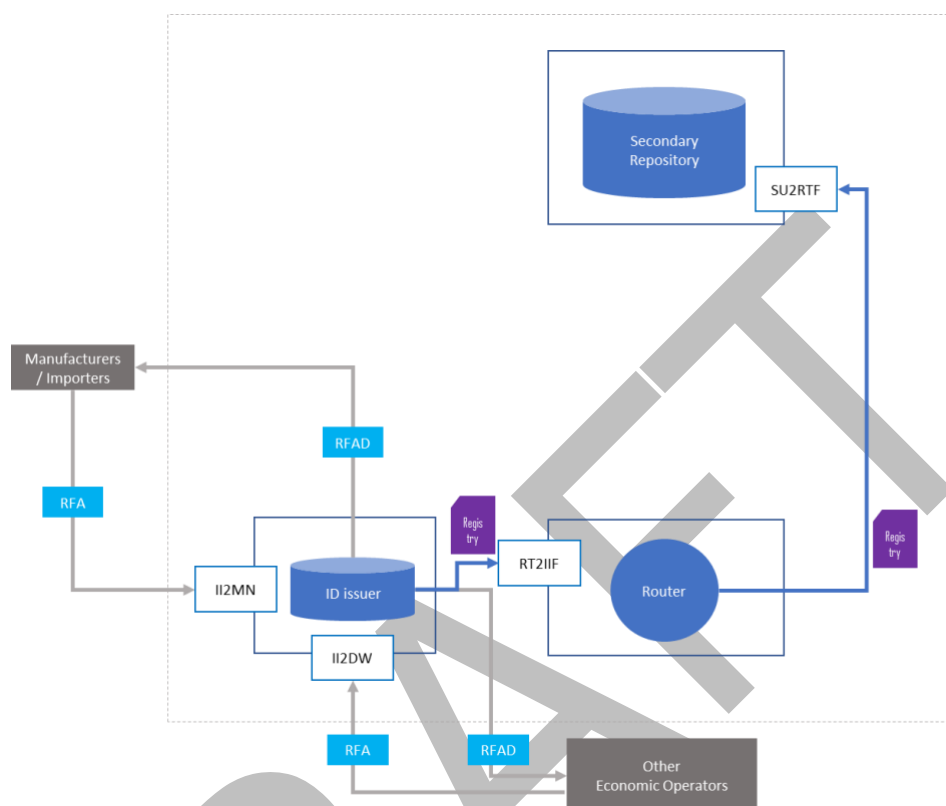 Secondary
Repository
SU2RTF
Manufacturers
/ Importers
RFAD
RFA
Regis
try
Regis
try
RT2IIF
II2MN
ID issuer
Router
II2DW
RFA
RFAD
Other
Economic Operators